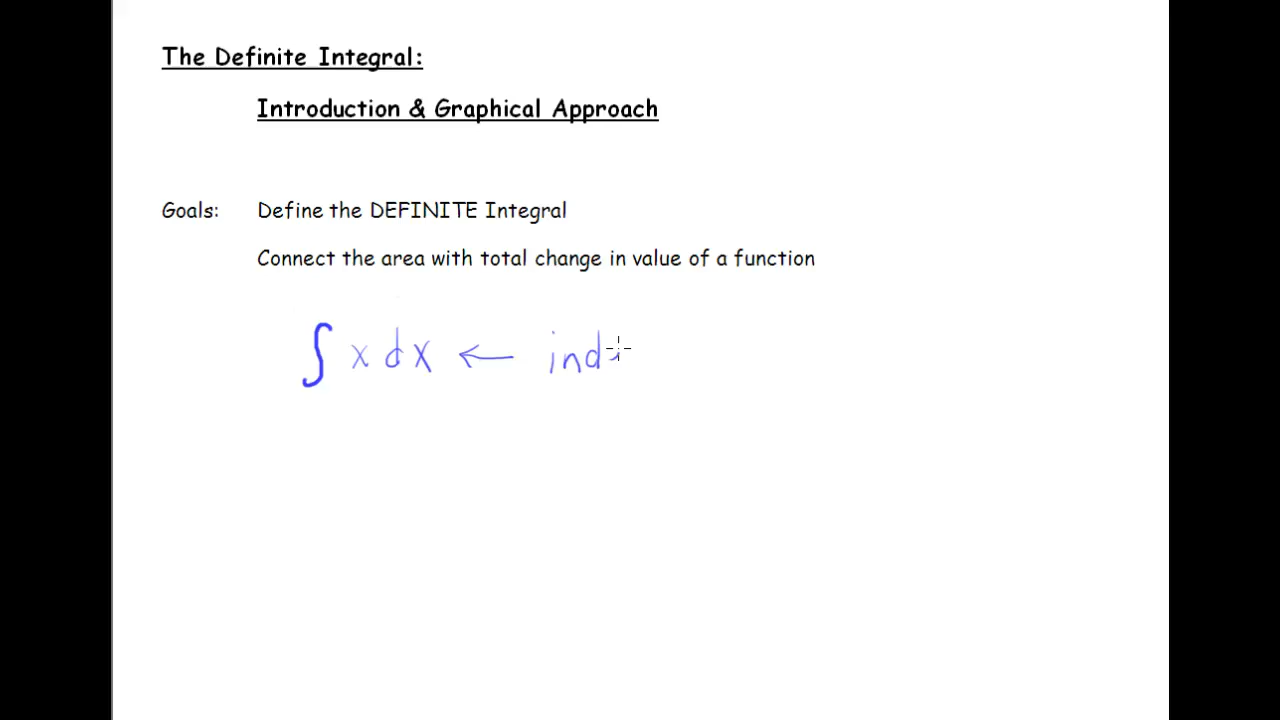 The Definite Integral:
Introduction & Graphical Approach
Goals: Define the DEFINITE Integral
Connect the area with total change in value of a function
∫ x dx ← ind